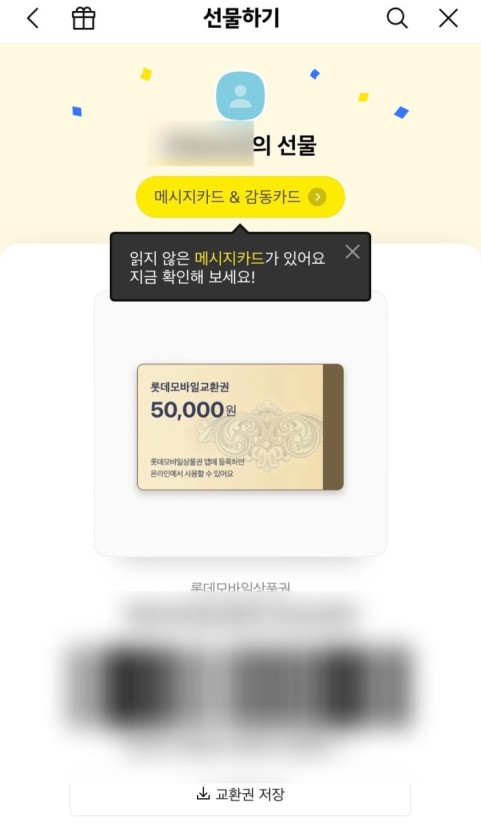 선물하기
의 선물
메시지카드 & 감동카드
읽지 않은 메시지카드가 있어요
지금 확인해 보세요!
롯데모바일교환권
50,000원
롯데모바일상품권 앱에 등록하면
온라인에서 사용할 수 있어요
롯데모바일상품권
교환권 저장